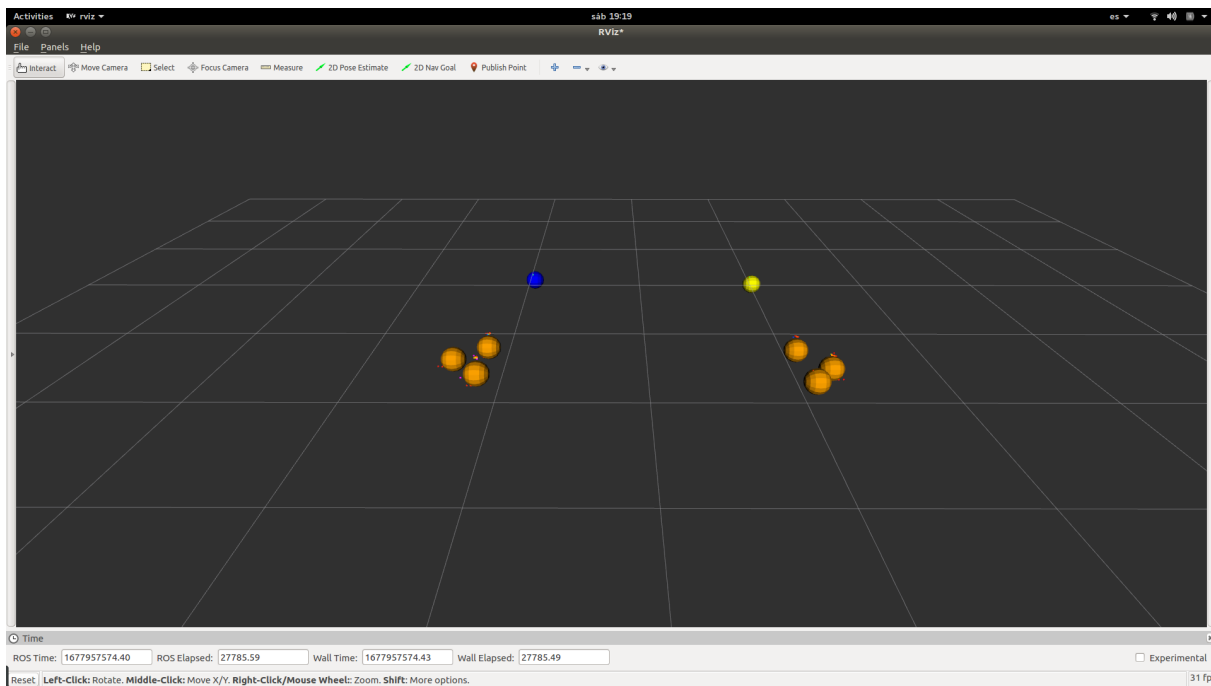 Activities rviz sáb 19:19 es
RViz*
File Panels Help
Interact Move Camera Select Focus Camera Measure 2D Pose Estimate 2D Nav Goal Publish Point
Time
ROS Time: 1677957574.40 ROS Elapsed: 27785.59 Wall Time: 1677957574.43 Wall Elapsed: 27785.49 Experimental
Reset Left-Click: Rotate. Middle-Click: Move X/Y. Right-Click/Mouse Wheel:: Zoom. Shift: More options. 31 fp